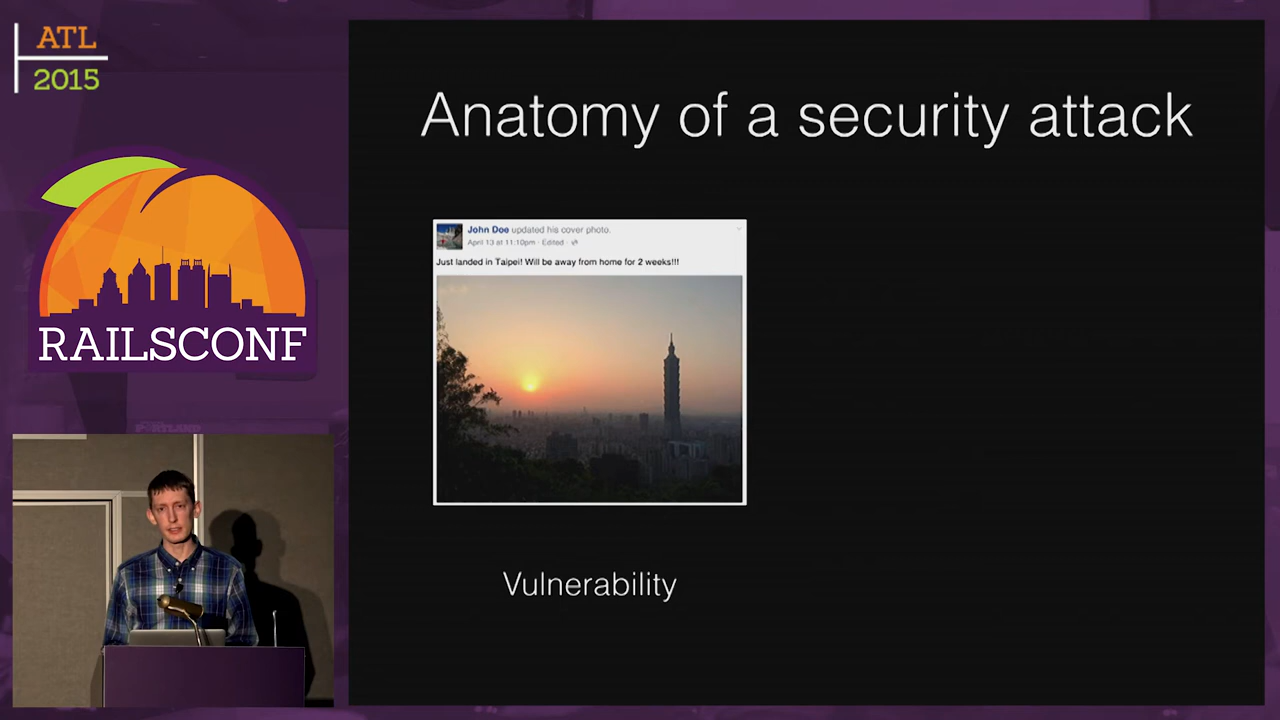 ATL
2015
RAILSCONF
Anatomy of a security attack
John Doe updated his cover photo.
April 13 at 11:10pm · Edited ·
Just landed in Taipei! Will be away from home for 2 weeks!!!
Vulnerability
PORTLAND